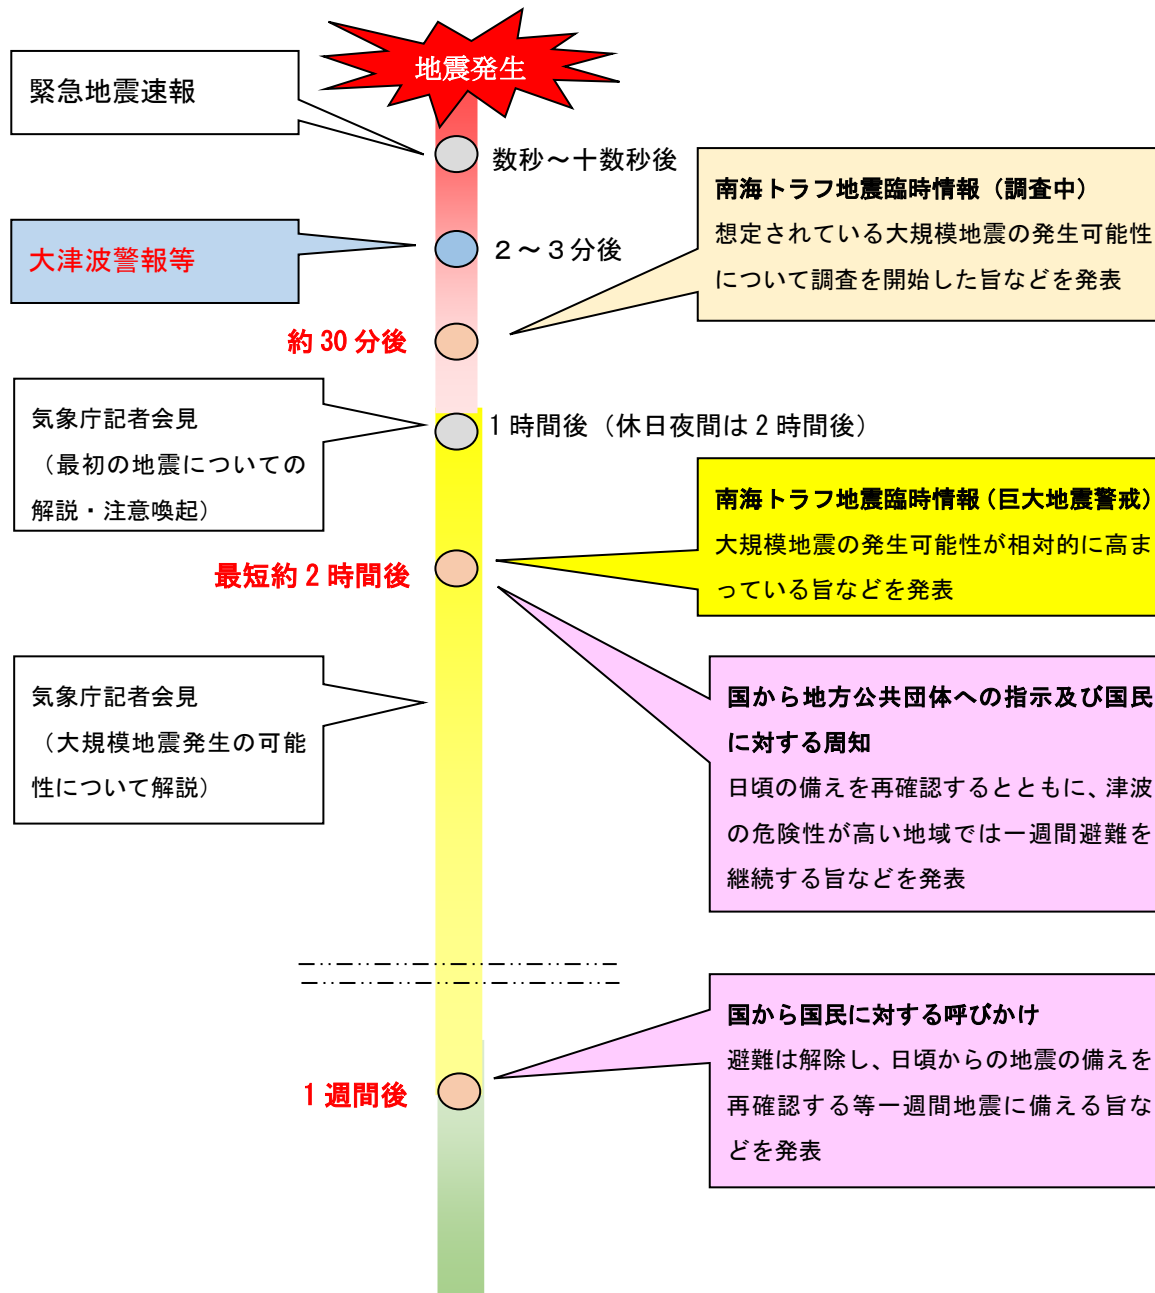 地震発生
緊急地震速報
数秒～十数秒後
大津波警報等
２～３分後
南海トラフ地震臨時情報（調査中）
想定されている大規模地震の発生可能性
について調査を開始した旨などを発表
約 30 分後
気象庁記者会見
（最初の地震についての
解説・注意喚起）
1 時間後（休日夜間は 2 時間後）
南海トラフ地震臨時情報（巨大地震警戒）
大規模地震の発生可能性が相対的に高ま
っている旨などを発表
最短約 2 時間後
国から地方公共団体への指示及び国民
に対する周知
日頃の備えを再確認するとともに、津波
の危険性が高い地域では一週間避難を
継続する旨などを発表
気象庁記者会見
（大規模地震発生の可能
性について解説）
国から国民に対する呼びかけ
避難は解除し、日頃からの地震の備えを
再確認する等一週間地震に備える旨な
どを発表
1 週間後